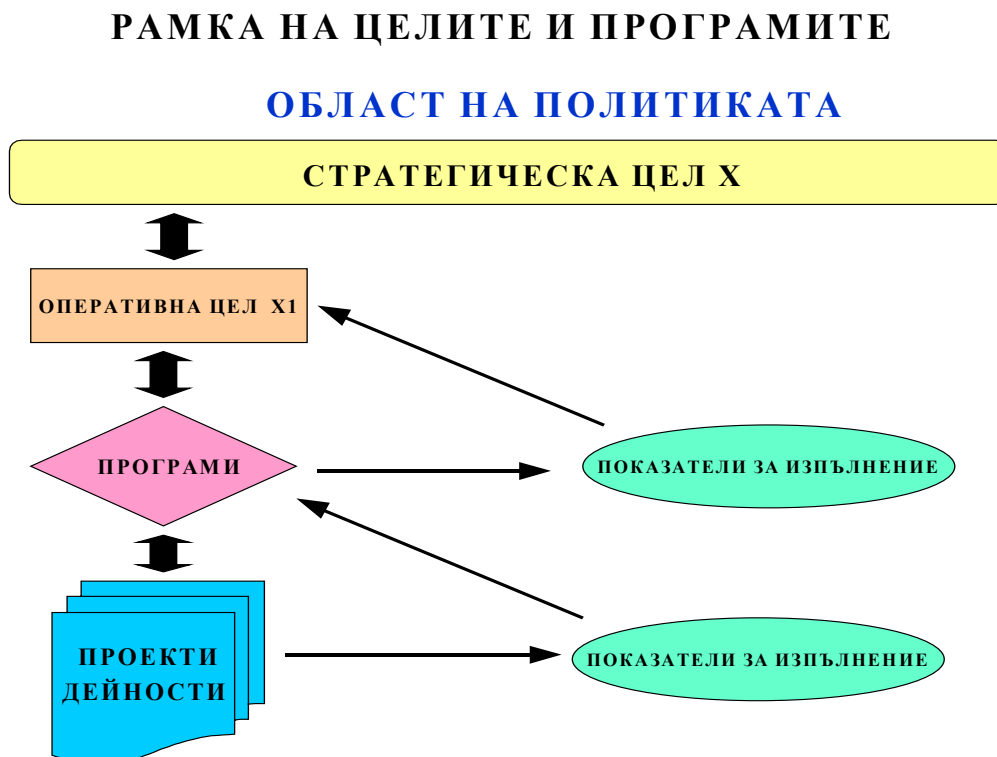 РАМКА НА ЦЕЛИТЕ И ПРОГРАМИТЕ
ОБЛАСТ НА ПОЛИТИКАТА
СТРАТЕГИЧЕСКА ЦЕЛ X
ОПЕРАТИВНА ЦЕЛ X1
ПРОГРАМИ
ПОКАЗАТЕЛИ ЗА ИЗПЪЛНЕНИЕ
ПРОЕКТИ
ДЕЙНОСТИ
ПОКАЗАТЕЛИ ЗА ИЗПЪЛНЕНИЕ